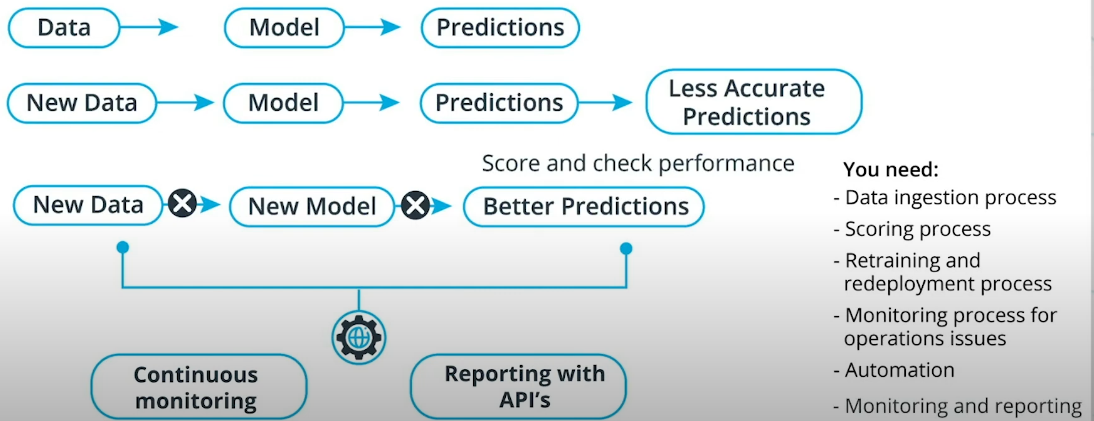 Data
Model
Predictions
New Data
Model
Predictions
Less Accurate
Predictions
Score and check performance
New Data
New Model
Better Predictions
Continuous
monitoring
Reporting with
API's
You need:
- Data ingestion process
- Scoring process
- Retraining and
redeployment process
- Monitoring process for
operations issues
- Automation
- Monitoring and reporting